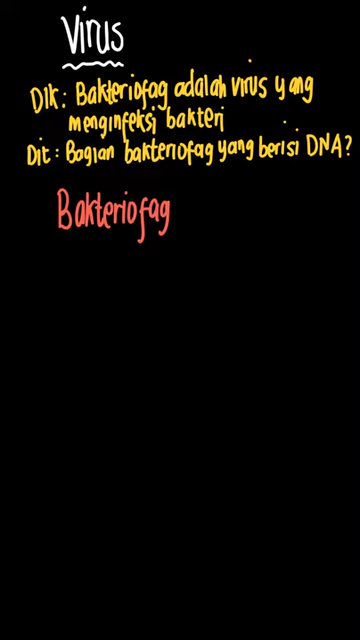 Virus
Dik : Bakteriofag adalah virus yang
menginfeksi bakteri
Dit : Bagian bakteriofag yang berisi DNA?
Bakteriofag